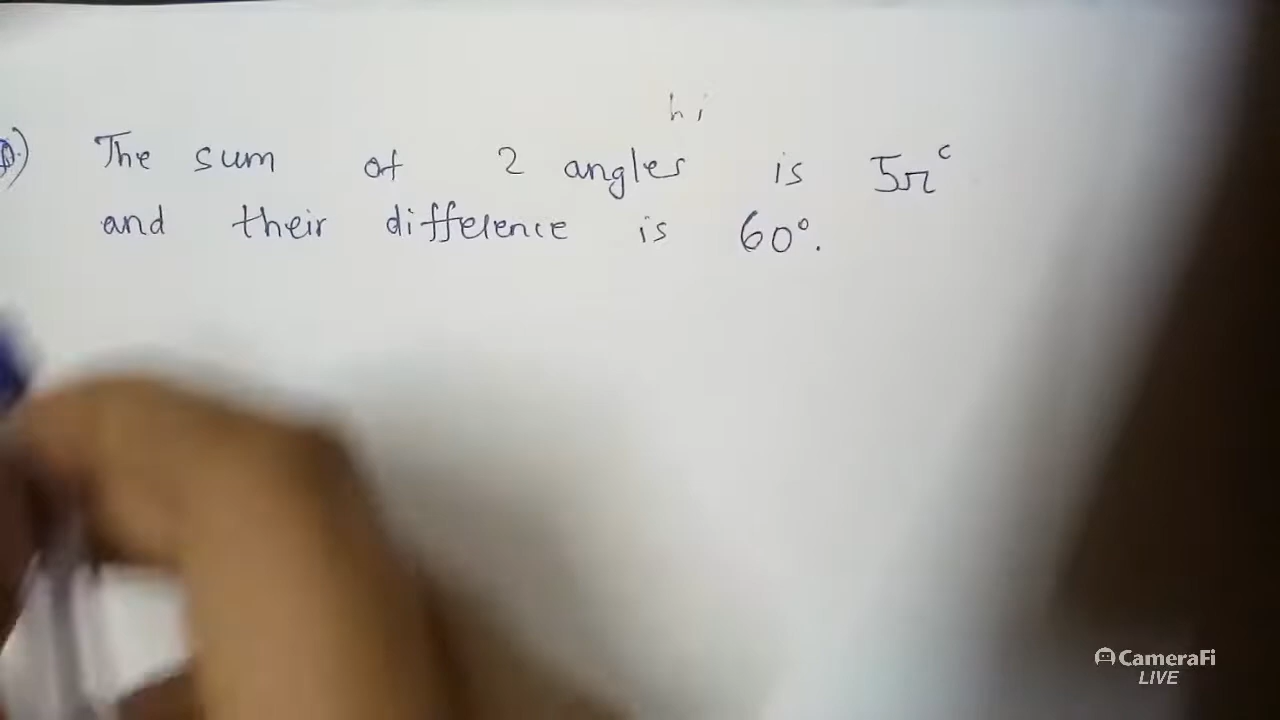 hi
Q.) The sum of 2 angles is 5π^c
and their difference is 60°.
CameraFi
LIVE